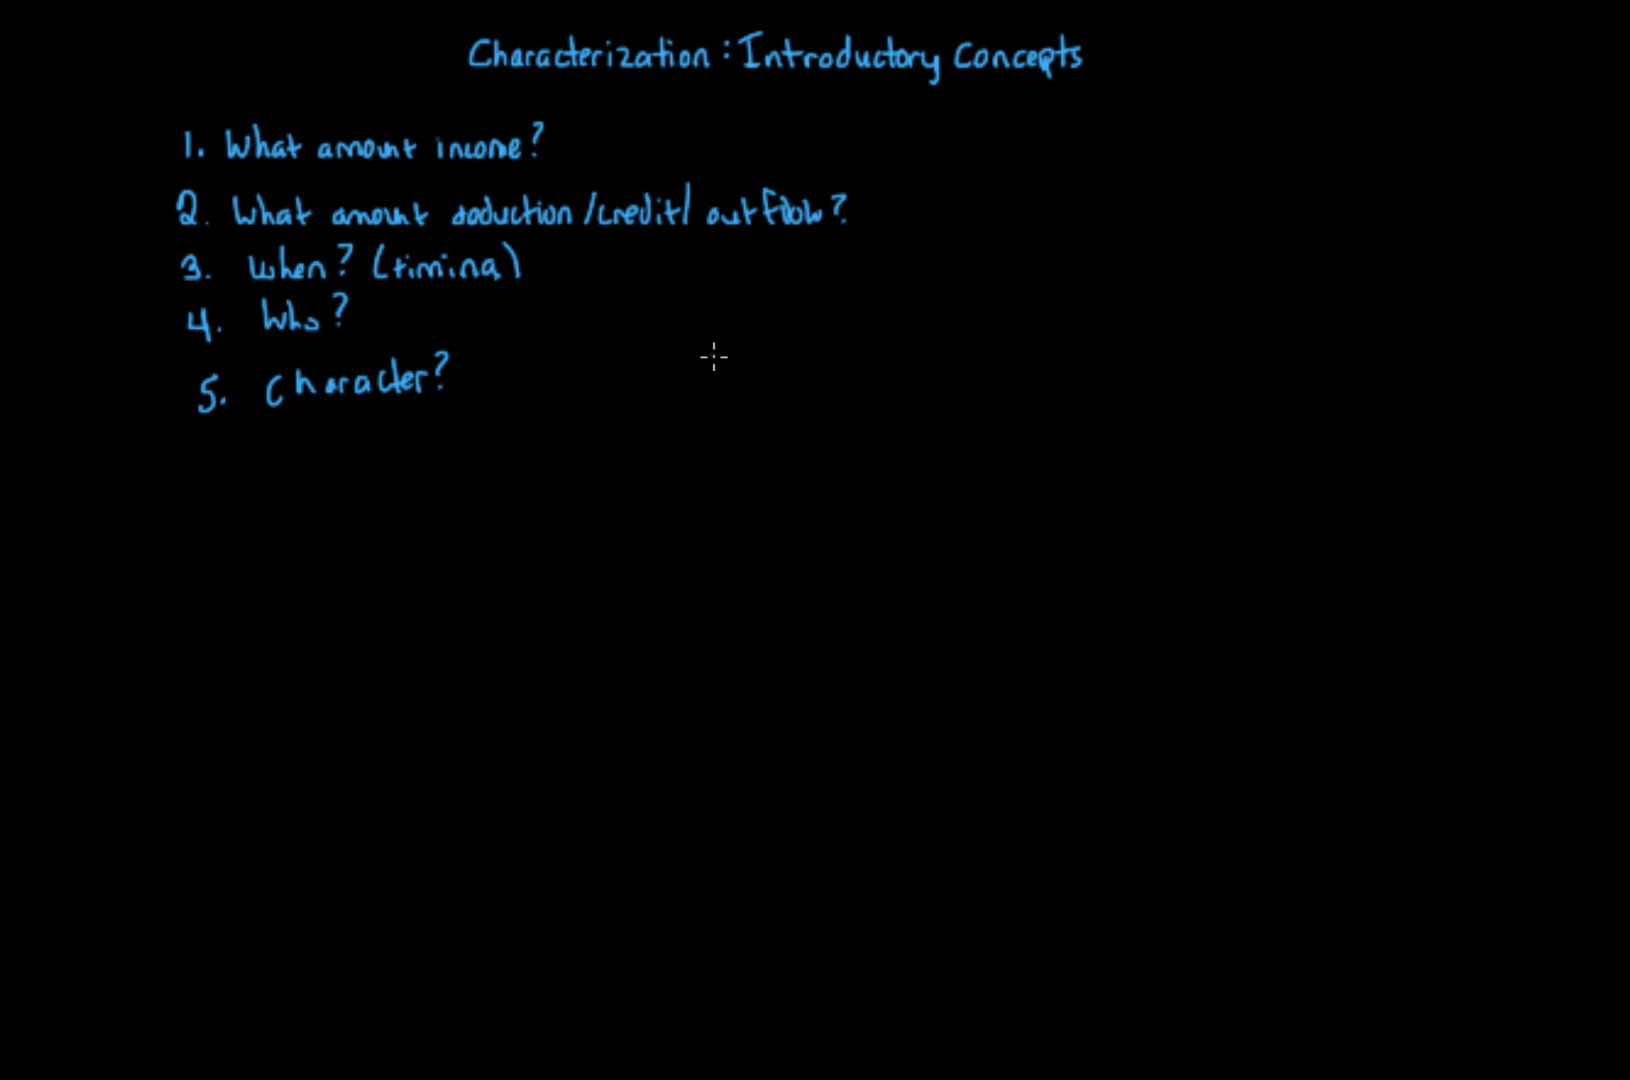 Characterization : Introductory Concepts
1. What amount income?
2. What amount deduction /credit/ outflow?
3. When? (timing)
4. Who?
5. Character?